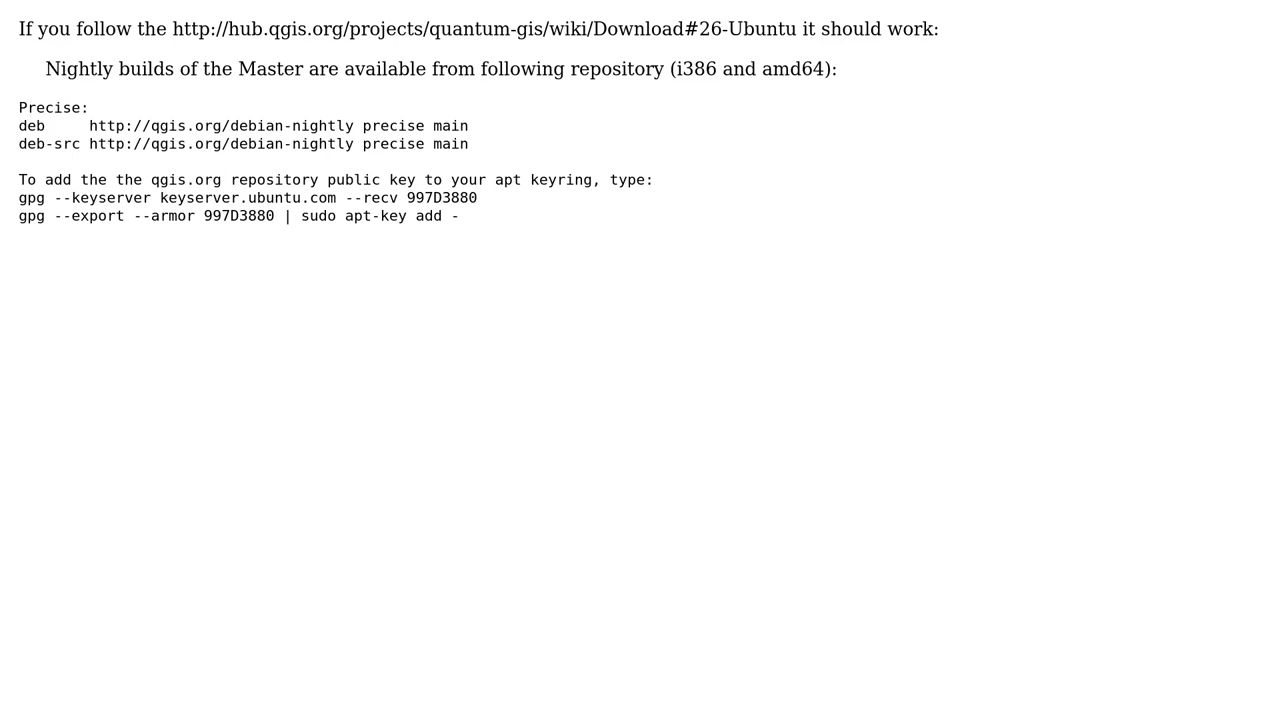 If you follow the http://hub.qgis.org/projects/quantum-gis/wiki/Download#26-Ubuntu it should work:
Nightly builds of the Master are available from following repository (i386 and amd64):
Precise:
deb     http://qgis.org/debian-nightly precise main
deb-src http://qgis.org/debian-nightly precise main
To add the the qgis.org repository public key to your apt keyring, type:
gpg --keyserver keyserver.ubuntu.com --recv 997D3880
gpg --export --armor 997D3880 | sudo apt-key add -